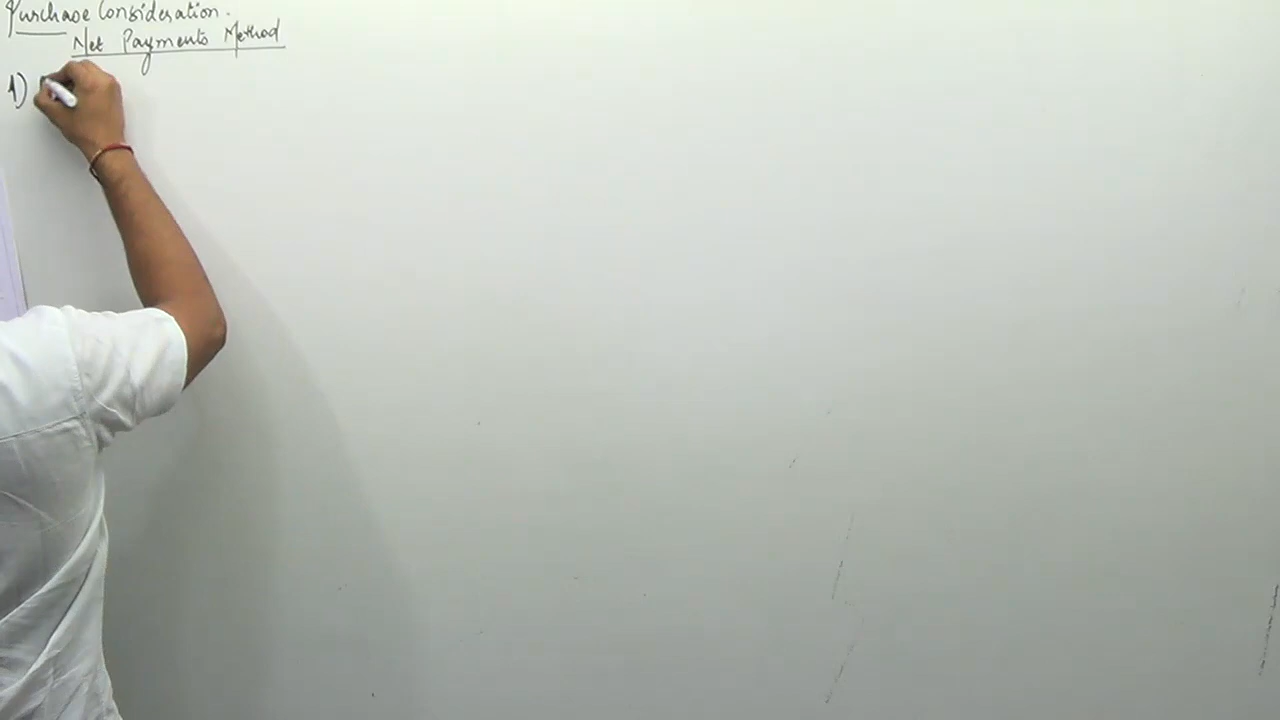 Purchase Consideration.
Net Payments Method
1)